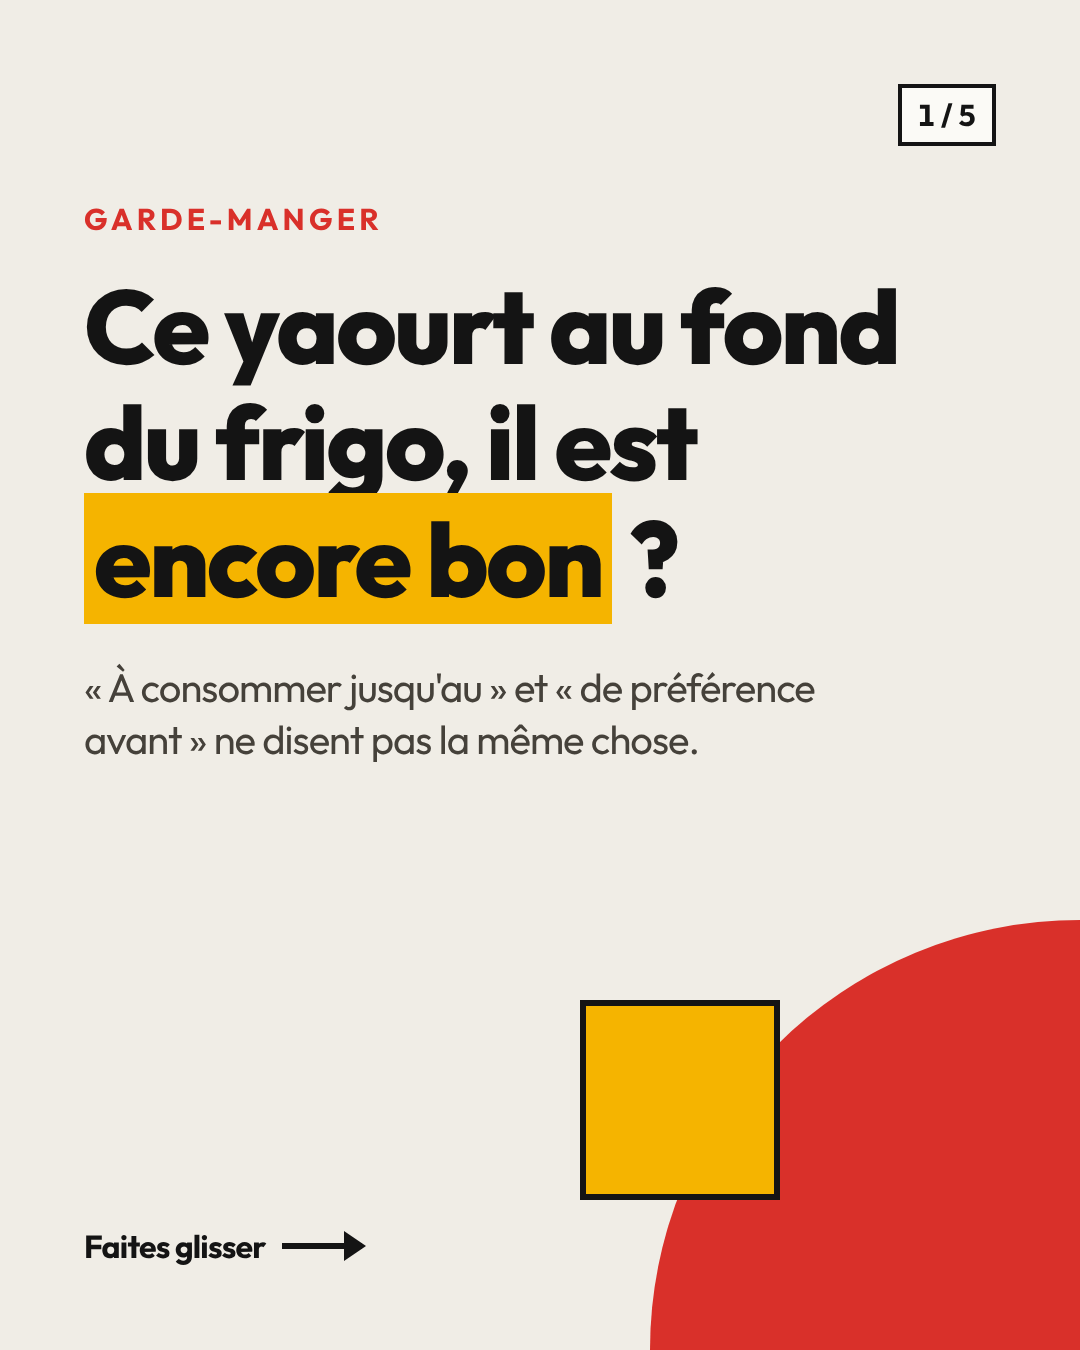 1/5
GARDE-MANGER
Ce yaourt au fond
du frigo, il est
encore bon ?
« À consommer jusqu'au » et « de préférence
avant » ne disent pas la même chose.
Faites glisser